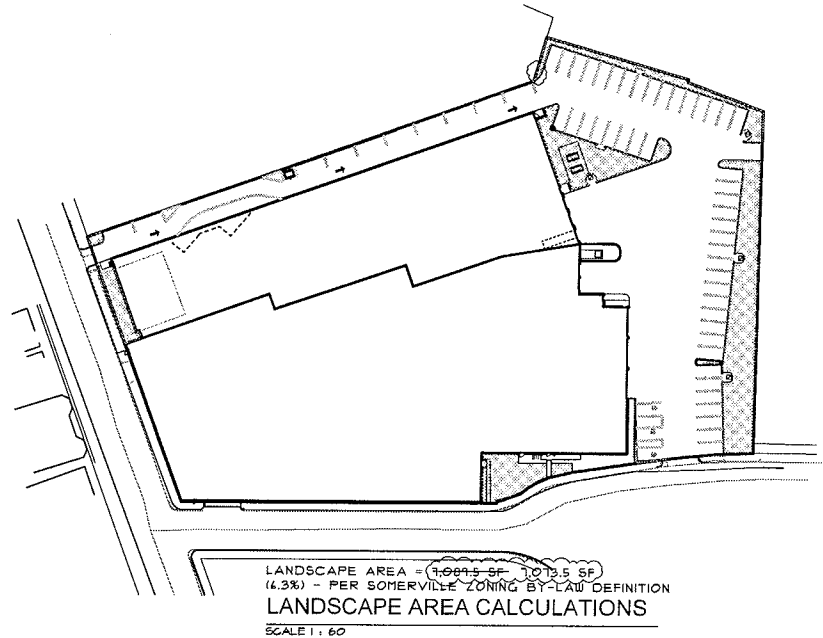 LANDSCAPE AREA = 7,089.5 SF 7,073.5 SF
(6.3%) - PER SOMERVILLE ZONING BY-LAW DEFINITION
LANDSCAPE AREA CALCULATIONS
SCALE 1 : 60